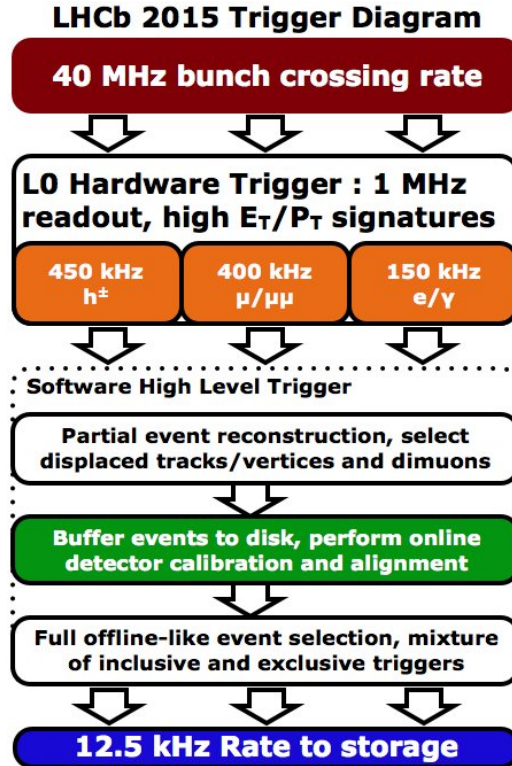 LHCb 2015 Trigger Diagram
40 MHz bunch crossing rate
L0 Hardware Trigger : 1 MHz
readout, high E_T/P_T signatures
450 kHz
h±
400 kHz
μ/μμ
150 kHz
e/γ
Software High Level Trigger
Partial event reconstruction, select
displaced tracks/vertices and dimuons
Buffer events to disk, perform online
detector calibration and alignment
Full offline-like event selection, mixture
of inclusive and exclusive triggers
12.5 kHz Rate to storage